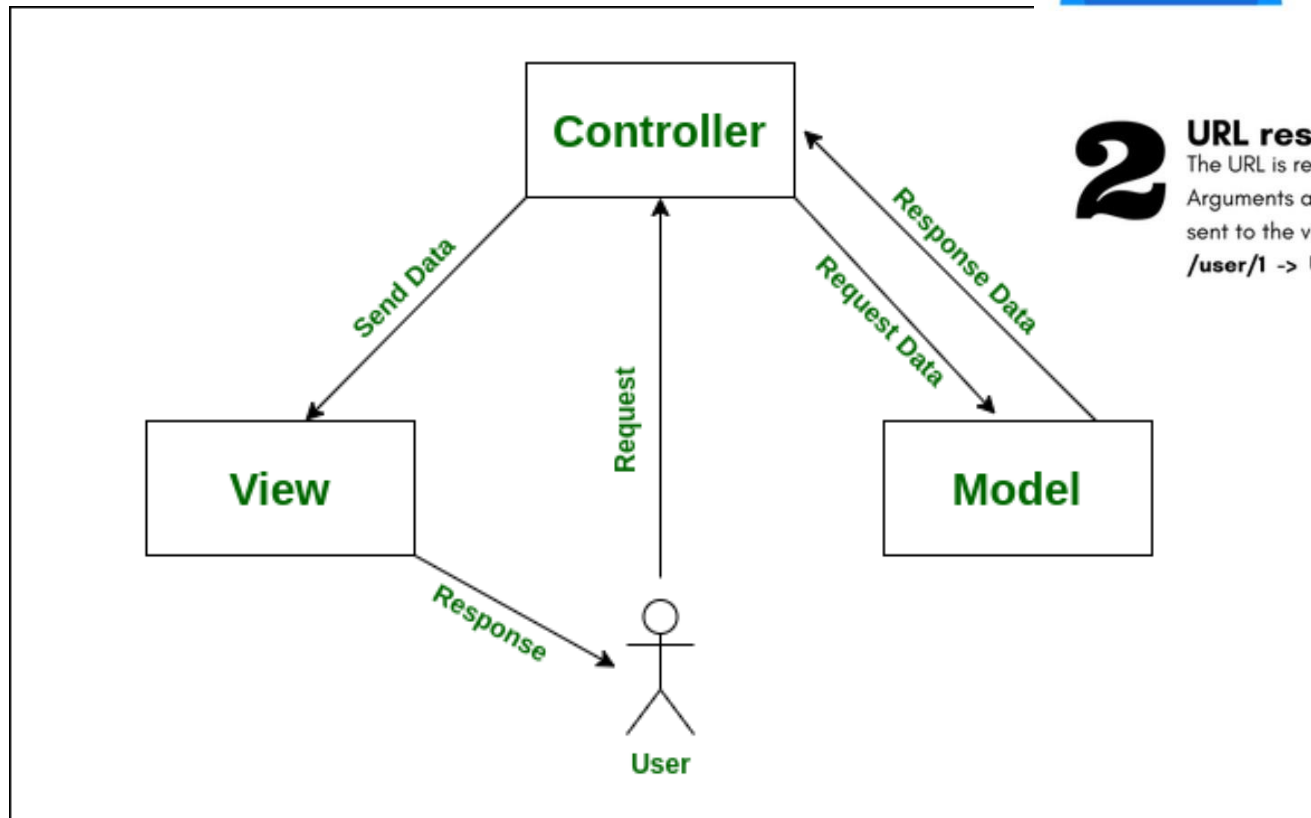 Controller
Send Data
Request
Request Data
Response Data
View
Model
Response
User
2
URL res
The URL is re
Arguments a
sent to the v
/user/1 ->